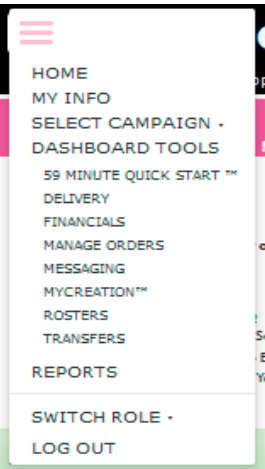 HOME
MY INFO
SELECT CAMPAIGN
DASHBOARD TOOLS
59 MINUTE QUICK START ™
DELIVERY
FINANCIALS
MANAGE ORDERS
MESSAGING
MYCREATION™
ROSTERS
TRANSFERS
REPORTS
SWITCH ROLE
LOG OUT